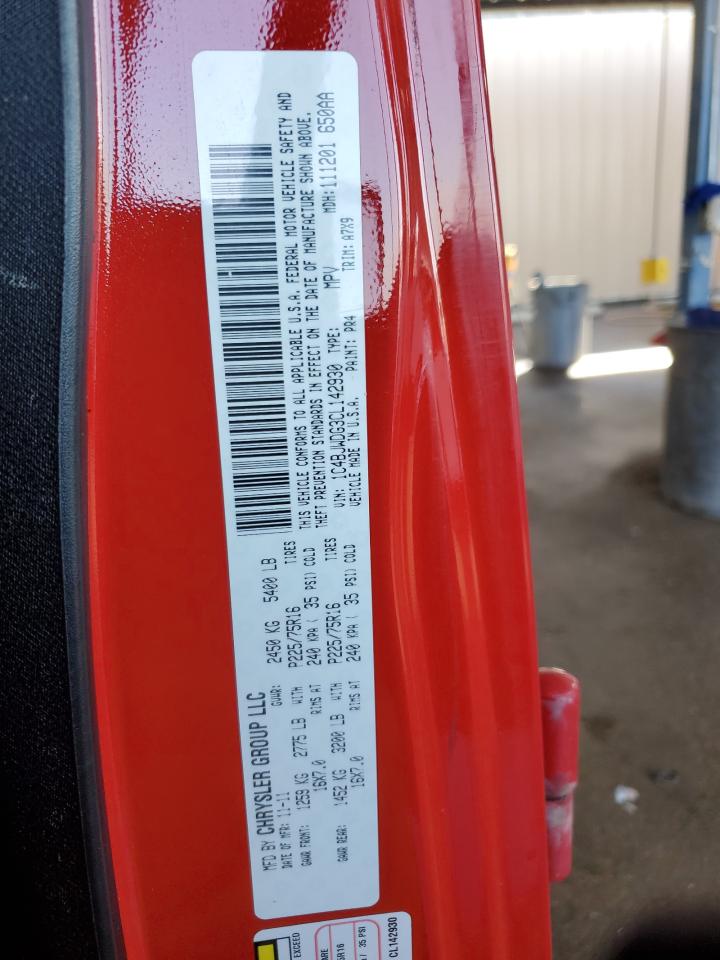 MFD BY CHRYSLER GROUP LLC
DATE OF MFR: 11-11 GVWR: 2450 KG 5400 LB
GAWR FRONT: 1259 KG 2775 LB WITH P225/75R16 TIRES
16X7.0 RIMS AT 240 KPA ( 35 PSI) COLD
GAWR REAR: 1452 KG 3200 LB WITH P225/75R16 TIRES
16X7.0 RIMS AT 240 KPA ( 35 PSI) COLD
THIS VEHICLE CONFORMS TO ALL APPLICABLE U.S.A. FEDERAL MOTOR VEHICLE SAFETY AND
THEFT PREVENTION STANDARDS IN EFFECT ON THE DATE OF MANUFACTURE SHOWN ABOVE.
VIN: 1C4BJWDG3CL142930 TYPE: MPV MDH:111201 650AA
VEHICLE MADE IN U.S.A. PAINT: PR4 TRIM: A7X9
EXCEED
35 PSI
CL142930